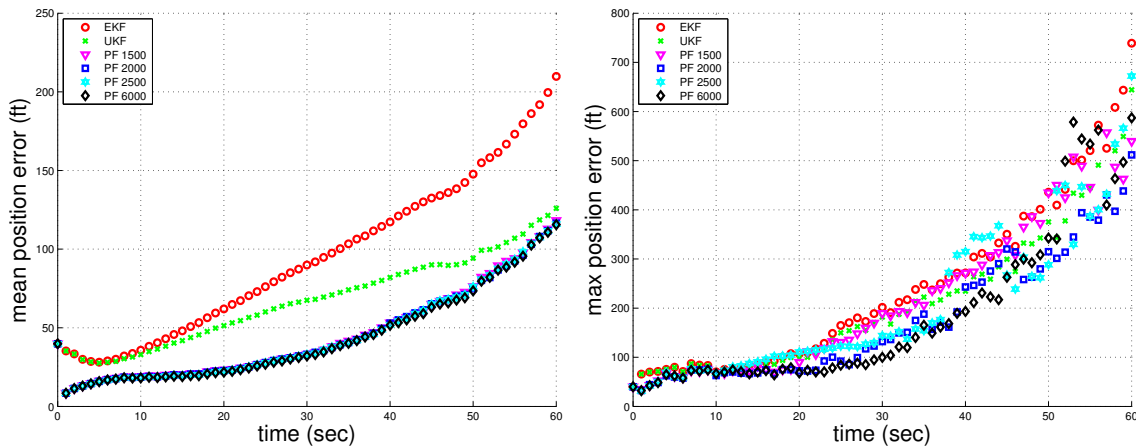 EKF
UKF
PF 1500
PF 2000
PF 2500
PF 6000
250
200
150
100
50
0
0 10 20 30 40 50 60
mean position error (ft)
time (sec)
EKF
UKF
PF 1500
PF 2000
PF 2500
PF 6000
800
700
600
500
400
300
200
100
0
0 10 20 30 40 50 60
max position error (ft)
time (sec)